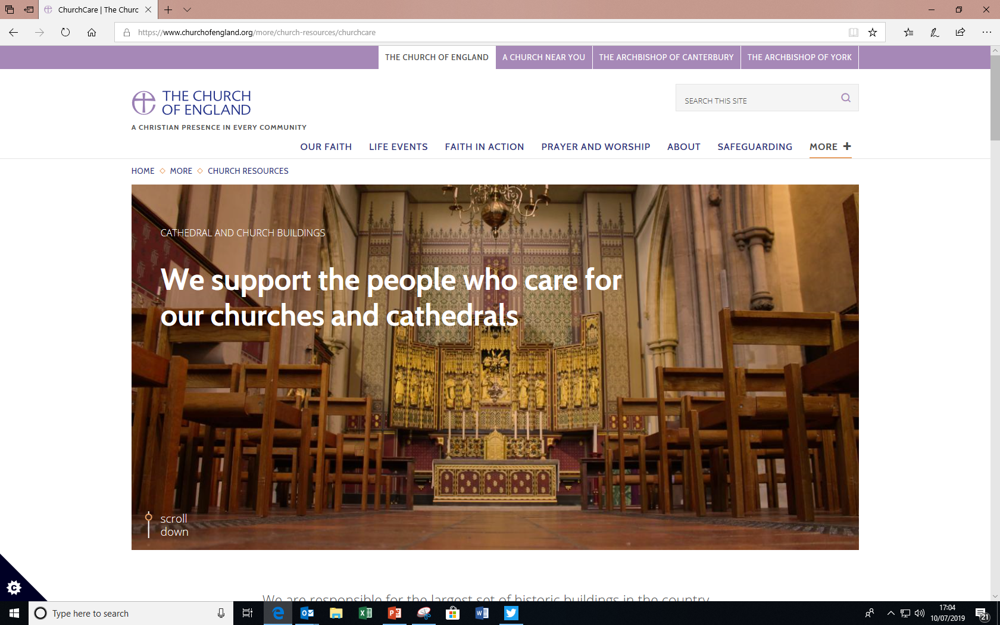 ChurchCare | The Churc
https://www.churchofengland.org/more/church-resources/churchcare
THE CHURCH OF ENGLAND
A CHURCH NEAR YOU
THE ARCHBISHOP OF CANTERBURY
THE ARCHBISHOP OF YORK
THE CHURCH
OF ENGLAND
A CHRISTIAN PRESENCE IN EVERY COMMUNITY
SEARCH THIS SITE
OUR FAITH
LIFE EVENTS
FAITH IN ACTION
PRAYER AND WORSHIP
ABOUT
SAFEGUARDING
MORE +
HOME
MORE
CHURCH RESOURCES
CATHEDRAL AND CHURCH BUILDINGS
We support the people who care for
our churches and cathedrals
scroll
down
We are responsible for the largest set of historic buildings in the country
C
Type here to search
17:04
10/07/2019
21